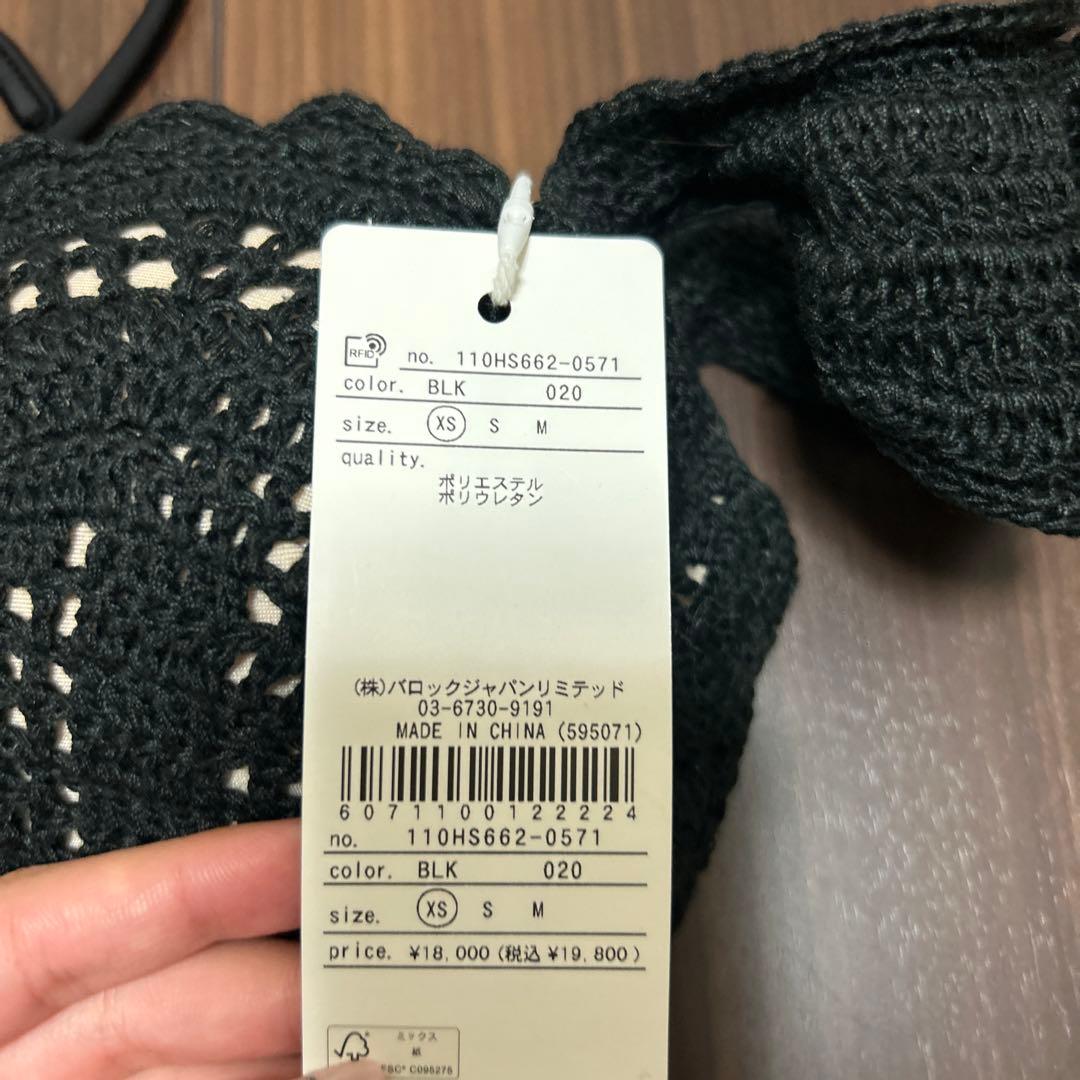 RFID
no. 110HS662-0571
color. BLK 020
size. XS S M
quality.
ポリエステル
ポリウレタン
(株)バロックジャパンリミテッド
03-6730-9191
MADE IN CHINA (595071)
6071100122224
no. 110HS662-0571
color. BLK 020
size. XS S M
price. ¥18,000 (税込 ¥19,800)
ミックス
紙
FSC® C095275